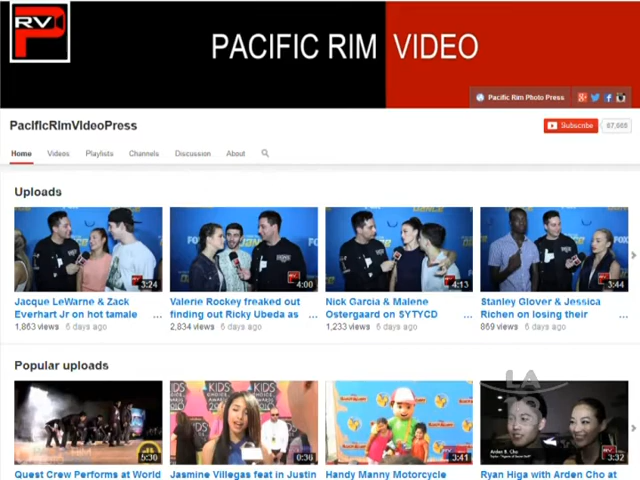 RV
PACIFIC RIM VIDEO
Pacific Rim Photo Press
PacificRimVideoPress
Subscribe
67,665
Home Videos Playlists Channels Discussion About
Uploads
3:24
4:00
4:13
3:44
Jacque LeWarne & Zack
Everhart Jr on hot tamale ...
1,863 views 6 days ago
Valerie Rockey freaked out
finding out Ricky Ubeda as ...
2,834 views 6 days ago
Nick Garcia & Malene
Ostergaard on SYTYCD ...
1,233 views 6 days ago
Stanley Glover & Jessica
Richen on losing their ...
869 views 6 days ago
Popular uploads
5:30
0:36
3:41
LA
Arden B. Cho
3:32
Quest Crew Performs at World
Jasmine Villegas feat in Justin
Handy Manny Motorcycle
Ryan Higa with Arden Cho at